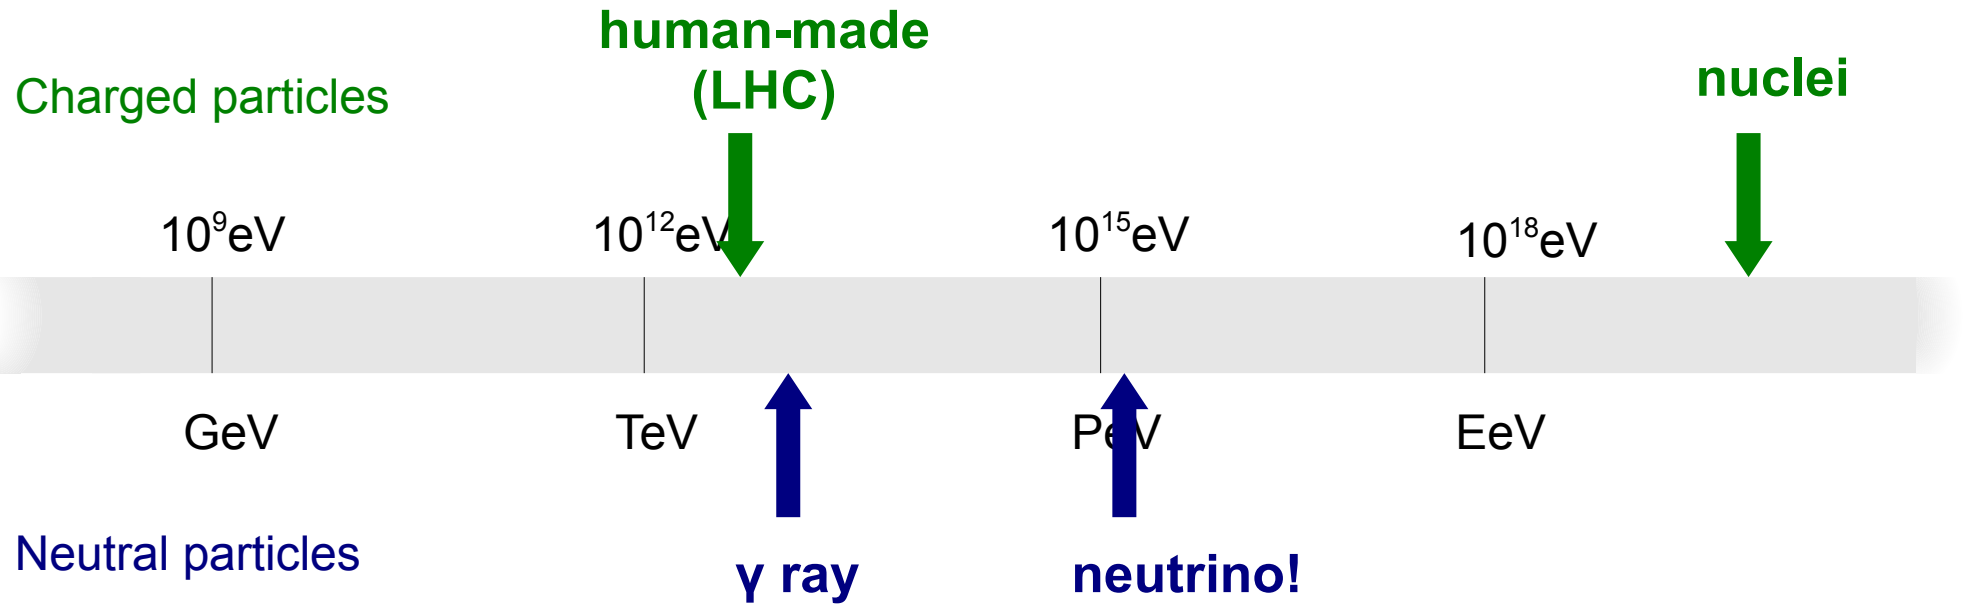 human-made
(LHC)
Charged particles
nuclei
10⁹eV
10¹²eV
10¹⁵eV
10¹⁸eV
GeV
TeV
PeV
EeV
Neutral particles
γ ray
neutrino!